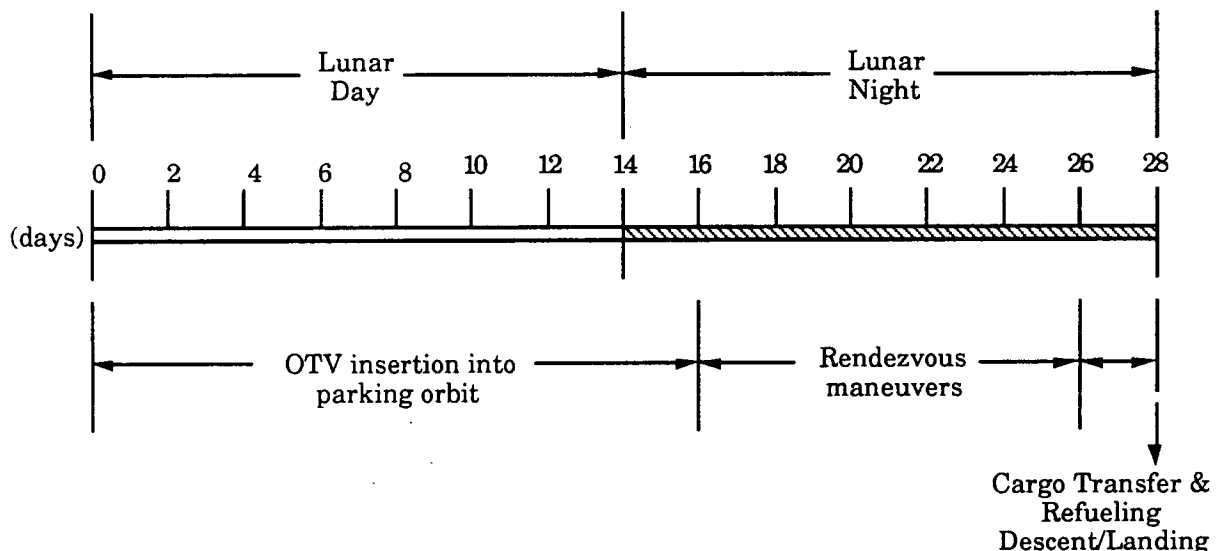 Lunar
Day
Lunar
Night
0 2 4 6 8 10 12 14 16 18 20 22 24 26 28
(days)
OTV insertion into
parking orbit
Rendezvous
maneuvers
Cargo Transfer &
Refueling
Descent/Landing